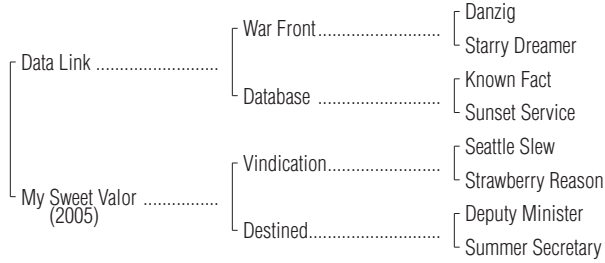 Danzig
War Front
Starry Dreamer
Data Link
Known Fact
Database
Sunset Service
Seattle Slew
Vindication
Strawberry Reason
My Sweet Valor
(2005)
Deputy Minister
Destined
Summer Secretary